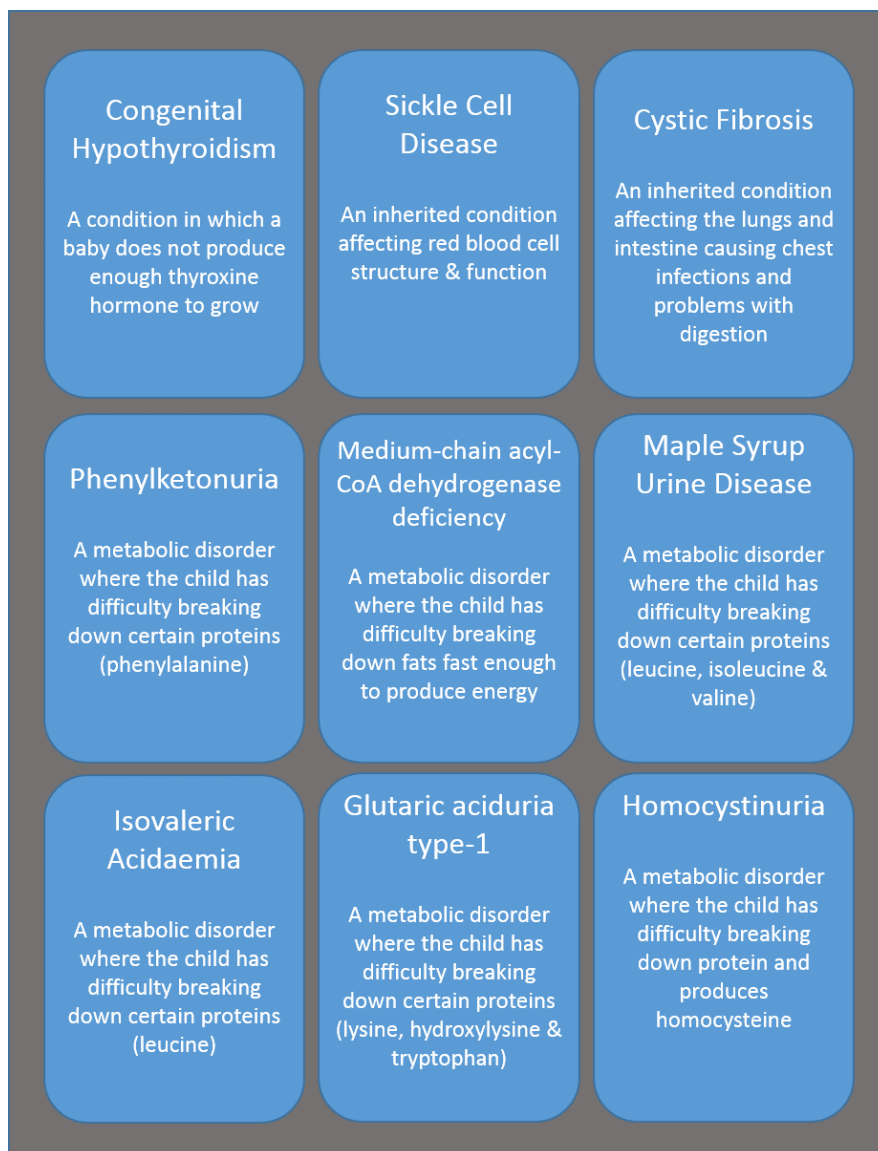 Congenital
Hypothyroidism
A condition in which a
baby does not produce
enough thyroxine
hormone to grow
Sickle Cell
Disease
An inherited condition
affecting red blood cell
structure & function
Cystic Fibrosis
An inherited condition
affecting the lungs and
intestine causing chest
infections and
problems with
digestion
Phenylketonuria
A metabolic disorder
where the child has
difficulty breaking
down certain proteins
(phenylalanine)
Medium-chain acyl-
CoA dehydrogenase
deficiency
A metabolic disorder
where the child has
difficulty breaking
down fats fast enough
to produce energy
Maple Syrup
Urine Disease
A metabolic disorder
where the child has
difficulty breaking
down certain proteins
(leucine, isoleucine &
valine)
Isovaleric
Acidaemia
A metabolic disorder
where the child has
difficulty breaking
down certain proteins
(leucine)
Glutaric aciduria
type-1
A metabolic disorder
where the child has
difficulty breaking
down certain proteins
(lysine, hydroxylysine &
tryptophan)
Homocystinuria
A metabolic disorder
where the child has
difficulty breaking
down protein and
produces
homocysteine